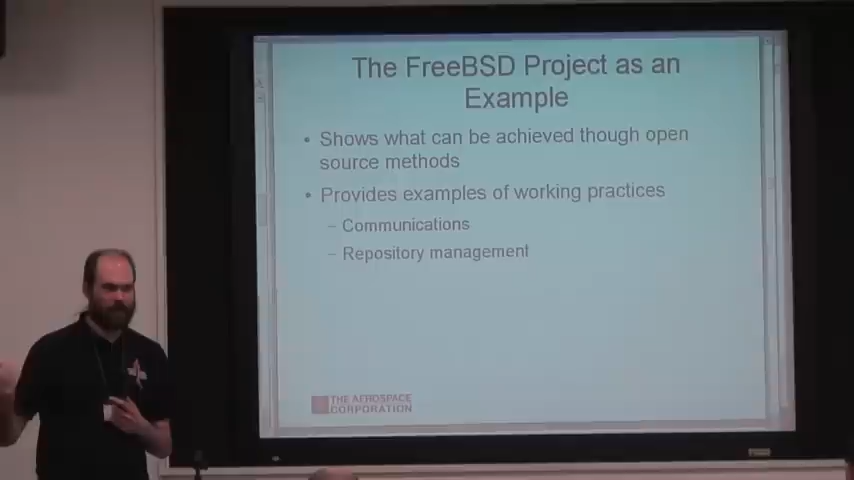 The FreeBSD Project as an
Example
• Shows what can be achieved though open
source methods
• Provides examples of working practices
– Communications
– Repository management
THE AEROSPACE
CORPORATION